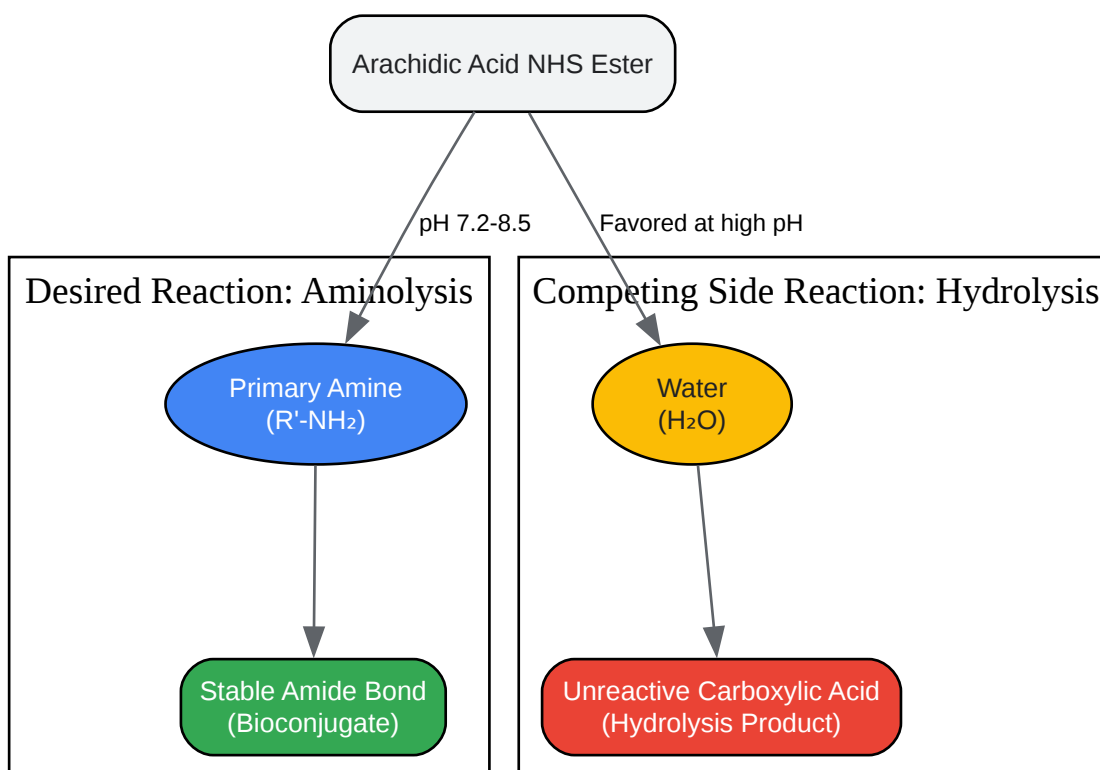 Arachidic Acid NHS Ester
pH 7.2-8.5
Favored at high pH
Desired Reaction: Aminolysis
Competing Side Reaction: Hydrolysis
Primary Amine
(R'-NH₂)
Water
(H₂O)
Stable Amide Bond
(Bioconjugate)
Unreactive Carboxylic Acid
(Hydrolysis Product)